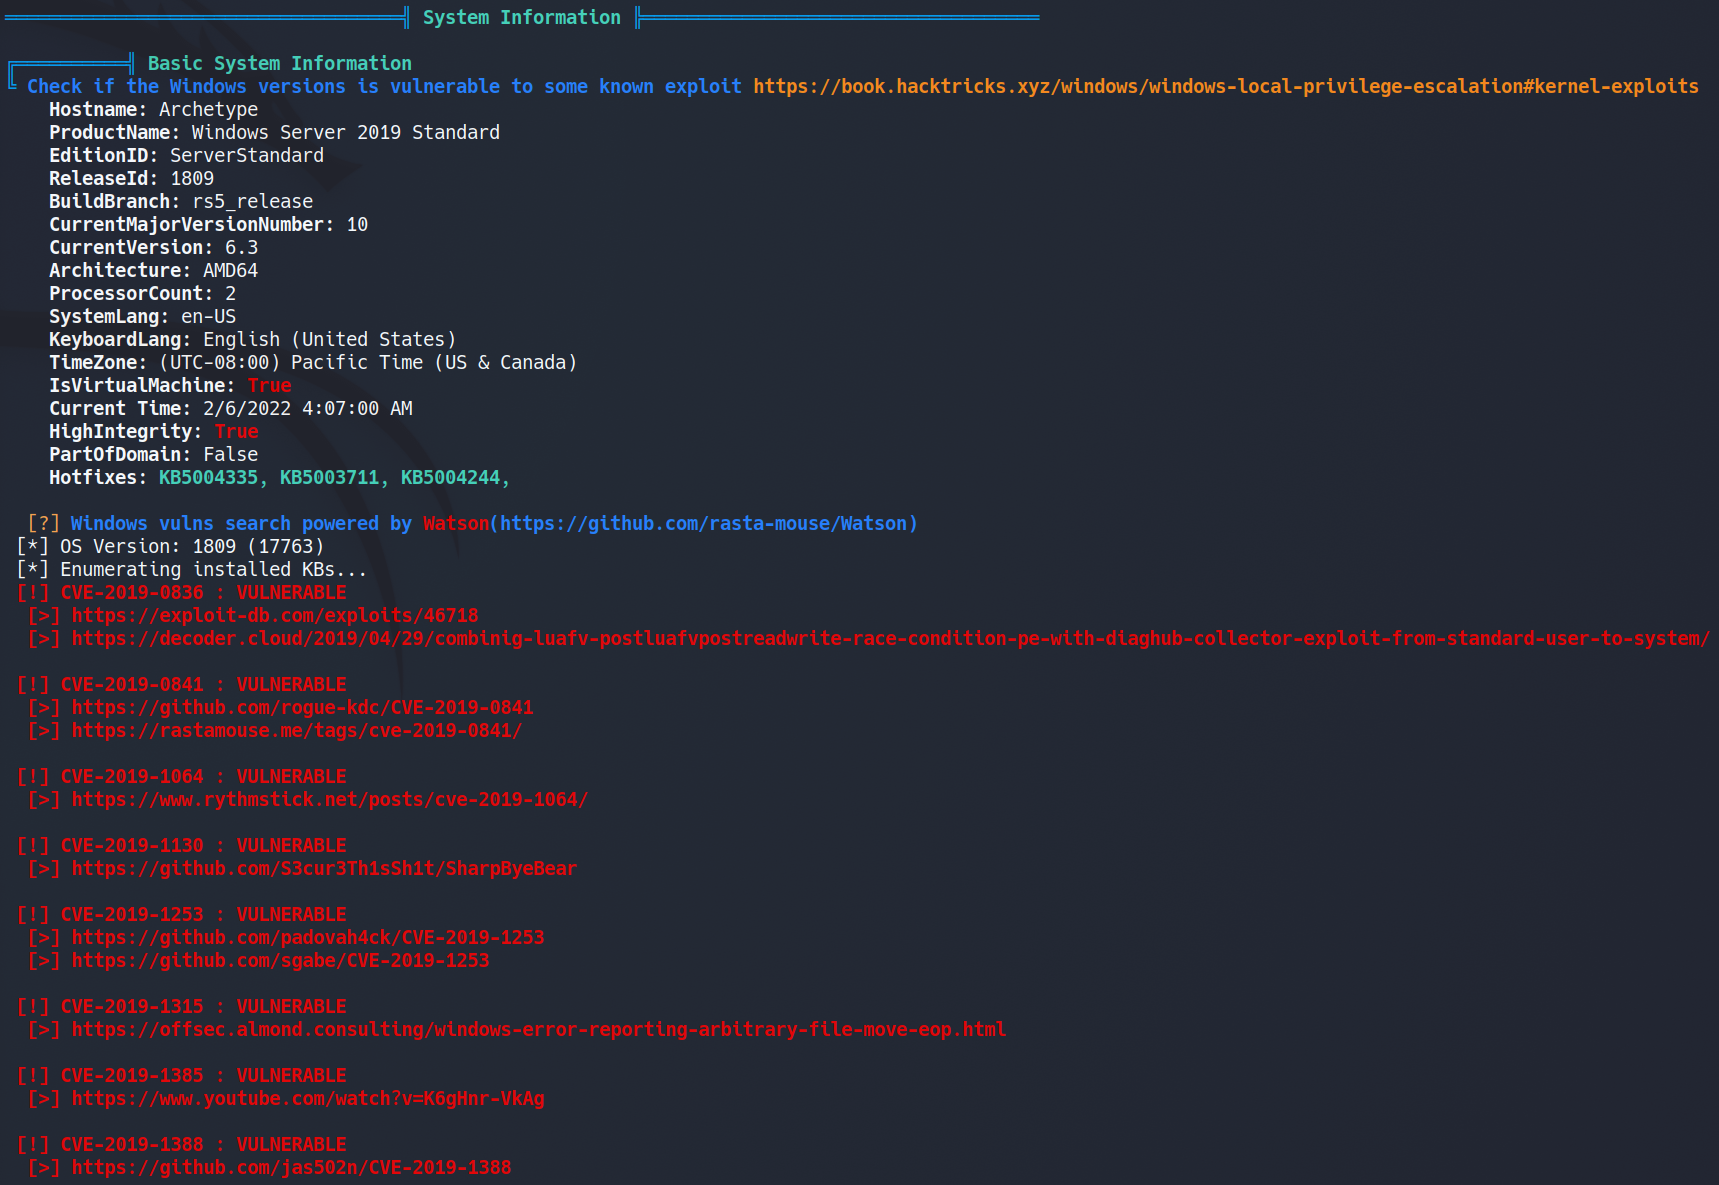 System Information
Basic System Information
Check if the Windows versions is vulnerable to some known exploit https://book.hacktricks.xyz/windows/windows-local-privilege-escalation#kernel-exploits
Hostname: Archetype
ProductName: Windows Server 2019 Standard
EditionID: ServerStandard
ReleaseId: 1809
BuildBranch: rs5_release
CurrentMajorVersionNumber: 10
CurrentVersion: 6.3
Architecture: AMD64
ProcessorCount: 2
SystemLang: en-US
KeyboardLang: English (United States)
TimeZone: (UTC-08:00) Pacific Time (US & Canada)
IsVirtualMachine: True
Current Time: 2/6/2022 4:07:00 AM
HighIntegrity: True
PartOfDomain: False
Hotfixes: KB5004335, KB5003711, KB5004244,
[?] Windows vulns search powered by Watson(https://github.com/rasta-mouse/Watson)
[*] OS Version: 1809 (17763)
[*] Enumerating installed KBs...
[!] CVE-2019-0836 : VULNERABLE
[>] https://exploit-db.com/exploits/46718
[>] https://decoder.cloud/2019/04/29/combinig-luafv-postluafvpostreadwrite-race-condition-pe-with-diaghub-collector-exploit-from-standard-user-to-system/
[!] CVE-2019-0841 : VULNERABLE
[>] https://github.com/rogue-kdc/CVE-2019-0841
[>] https://rastamouse.me/tags/cve-2019-0841/
[!] CVE-2019-1064 : VULNERABLE
[>] https://www.rythmstick.net/posts/cve-2019-1064/
[!] CVE-2019-1130 : VULNERABLE
[>] https://github.com/S3cur3Th1sSh1t/SharpByeBear
[!] CVE-2019-1253 : VULNERABLE
[>] https://github.com/padovah4ck/CVE-2019-1253
[>] https://github.com/sgabe/CVE-2019-1253
[!] CVE-2019-1315 : VULNERABLE
[>] https://offsec.almond.consulting/windows-error-reporting-arbitrary-file-move-eop.html
[!] CVE-2019-1385 : VULNERABLE
[>] https://www.youtube.com/watch?v=K6gHnr-VkAg
[!] CVE-2019-1388 : VULNERABLE
[>] https://github.com/jas502n/CVE-2019-1388